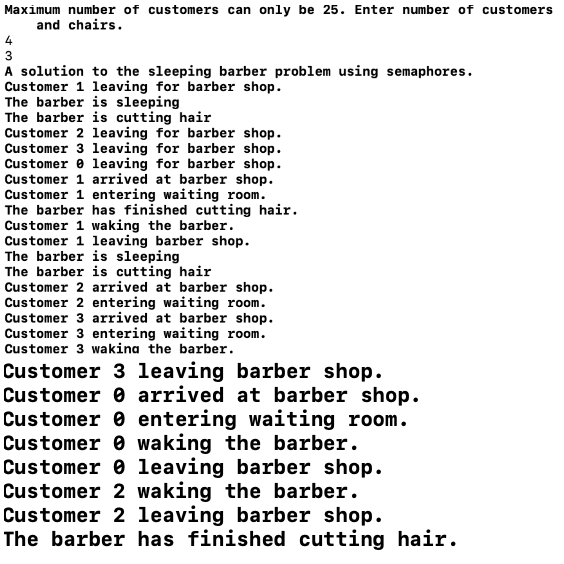 Maximum number of customers can only be 25. Enter number of customers
and chairs.
4
3
A solution to the sleeping barber problem using semaphores.
Customer 1 leaving for barber shop.
The barber is sleeping
The barber is cutting hair
Customer 2 leaving for barber shop.
Customer 3 leaving for barber shop.
Customer 0 leaving for barber shop.
Customer 1 arrived at barber shop.
Customer 1 entering waiting room.
The barber has finished cutting hair.
Customer 1 waking the barber.
Customer 1 leaving barber shop.
The barber is sleeping
The barber is cutting hair
Customer 2 arrived at barber shop.
Customer 2 entering waiting room.
Customer 3 arrived at barber shop.
Customer 3 entering waiting room.
Customer 3 waking the barber.
Customer 3 leaving barber shop.
Customer 0 arrived at barber shop.
Customer 0 entering waiting room.
Customer 0 waking the barber.
Customer 0 leaving barber shop.
Customer 2 waking the barber.
Customer 2 leaving barber shop.
The barber has finished cutting hair.